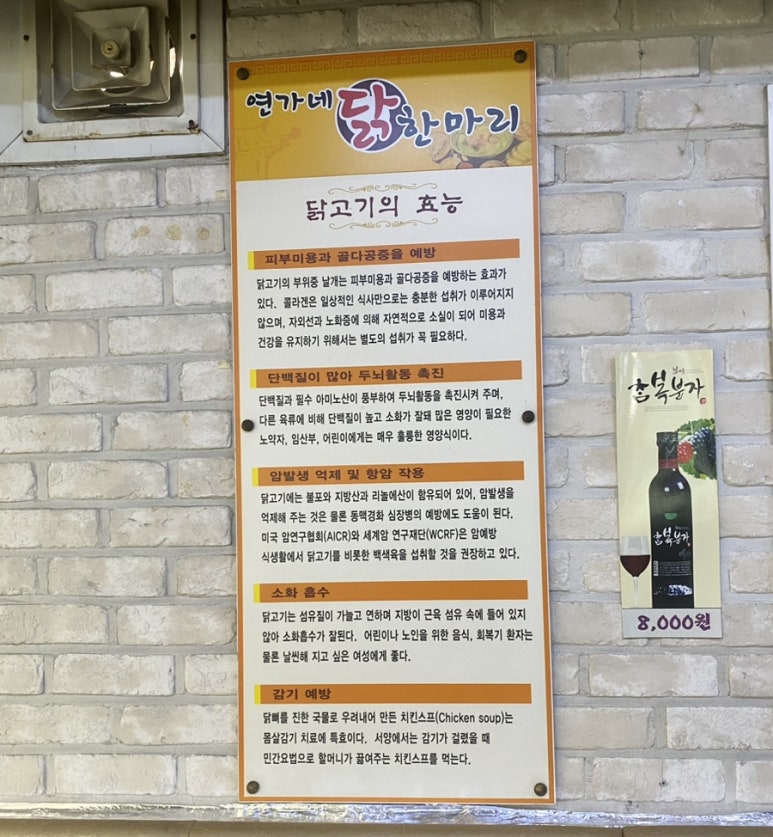 연가네 닭한마리
닭고기의 효능
피부미용과 골다공증을 예방
닭고기의 부위중 날개는 피부미용과 골다공증을 예방하는 효과가
있다. 콜라겐은 일상적인 식사만으로는 충분한 섭취가 이루어지지
않으며, 자외선과 노화증에 의해 자연적으로 소실이 되어 미용과
건강을 유지하기 위해서는 별도의 섭취가 꼭 필요하다.
단백질이 많아 두뇌활동 촉진
단백질과 필수 아미노산이 풍부하여 두뇌활동을 촉진시켜 주며,
다른 육류에 비해 단백질이 높고 소화가 잘돼 많은 영양이 필요한
노약자, 임산부, 어린이에게는 매우 훌륭한 영양식이다.
암발생 억제 및 항암 작용
닭고기에는 불포와 지방산과 리놀에산이 함유되어 있어, 암발생을
억제해 주는 것은 물론 동맥경화 심장병의 예방에도 도움이 된다.
미국 암연구협회(AICR)와 세계암 연구재단(WCRF)은 암예방
식생활에서 닭고기를 비롯한 백색육을 섭취할 것을 권장하고 있다.
소화 흡수
닭고기는 섬유질이 가늘고 연하며 지방이 근육 섬유 속에 들어 있지
않아 소화흡수가 잘된다. 어린이나 노인을 위한 음식, 회복기 환자는
물론 날씬해 지고 싶은 여성에게 좋다.
감기 예방
닭뼈를 진한 국물로 우려내어 만든 치킨스프(Chicken soup)는
몸살감기 치료에 특효이다. 서양에서는 감기가 걸렸을 때
민간요법으로 할머니가 끓여주는 치킨스프를 먹는다.
참복분자
참복분자
8,000원